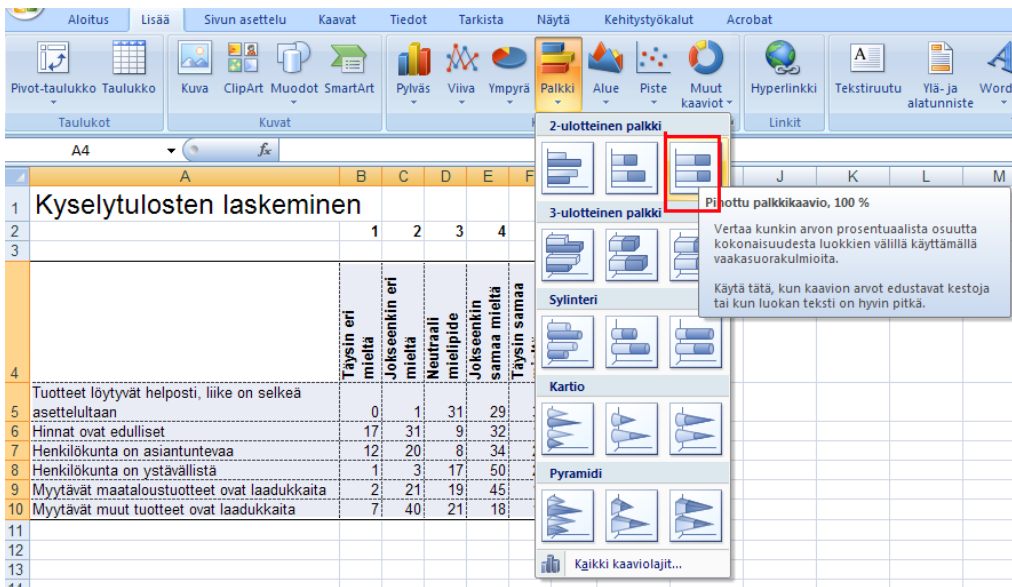 Aloitus Lisää Sivun asettelu Kaavat Tiedot Tarkista Näytä Kehitystyökalut Acrobat
Pivot-taulukko Taulukko Kuva ClipArt Muodot SmartArt Pylväs Viiva Ympyrä Palkki Alue Piste Muut kaaviot Hyperlinkki Tekstiruutu Ylä- ja alatunniste
Taulukot Kuvat Linkit
A4 fx
A B C D E F J K L M
1 Kyselytulosten laskeminen
2 1 2 3 4
3
4 Täysin eri mieltä Jokseenkin eri mieltä Neutraali mielipide Jokseenkin samaa mieltä Täysin samaa
Tuotteet löytyvät helposti, liike on selkeä
5 asettelultaan 0 1 31 29
6 Hinnat ovat edulliset 17 31 9 32
7 Henkilökunta on asiantuntevaa 12 20 8 34
8 Henkilökunta on ystävällistä 1 3 17 50
9 Myytävät maataloustuotteet ovat laadukkaita 2 21 19 45
10 Myytävät muut tuotteet ovat laadukkaita 7 40 21 18
11
12
13
2-ulotteinen palkki
3-ulotteinen palkki
Sylinteri
Kartio
Pyramidi
Kaikki kaaviolajit...
Pinottu palkkikaavio, 100 %
Vertaa kunkin arvon prosentuaalista osuutta
kokonaisuudesta luokkien välillä käyttämällä
vaakasuorakulmioita.
Käytä tätä, kun kaavion arvot edustavat kestoja
tai kun luokan teksti on hyvin pitkä.